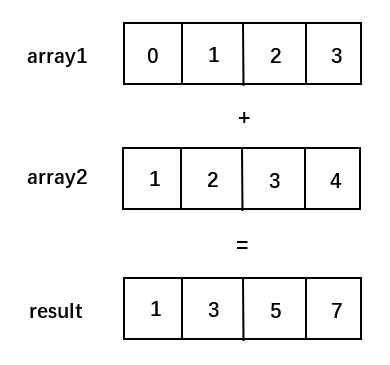 array1 0 1 2 3
+
array2 1 2 3 4
=
result 1 3 5 7